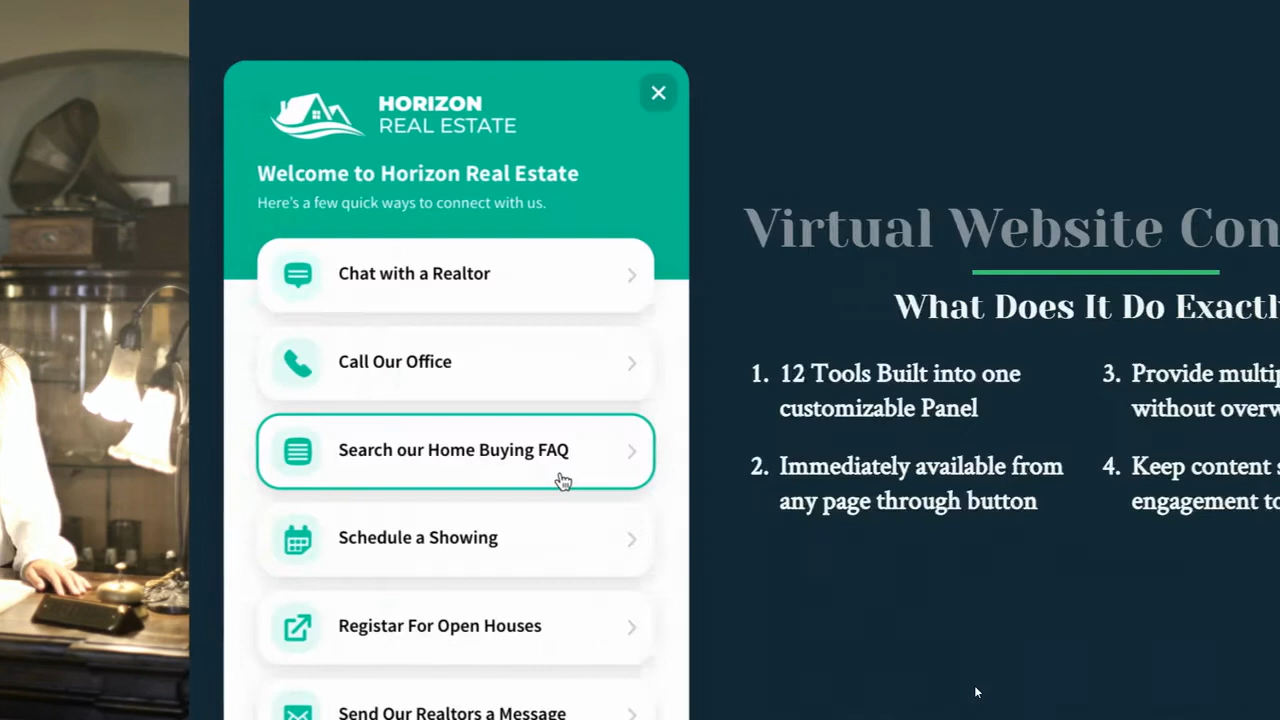 HORIZON
REAL ESTATE
Welcome to Horizon Real Estate
Here's a few quick ways to connect with us.
Chat with a Realtor
Call Our Office
Search our Home Buying FAQ
Schedule a Showing
Registar For Open Houses
Send Our Realtors a Message
Virtual Website Con
What Does It Do Exactl
1. 12 Tools Built into one
customizable Panel
2. Immediately available from
any page through button
3. Provide multip
without overw
4. Keep content s
engagement to